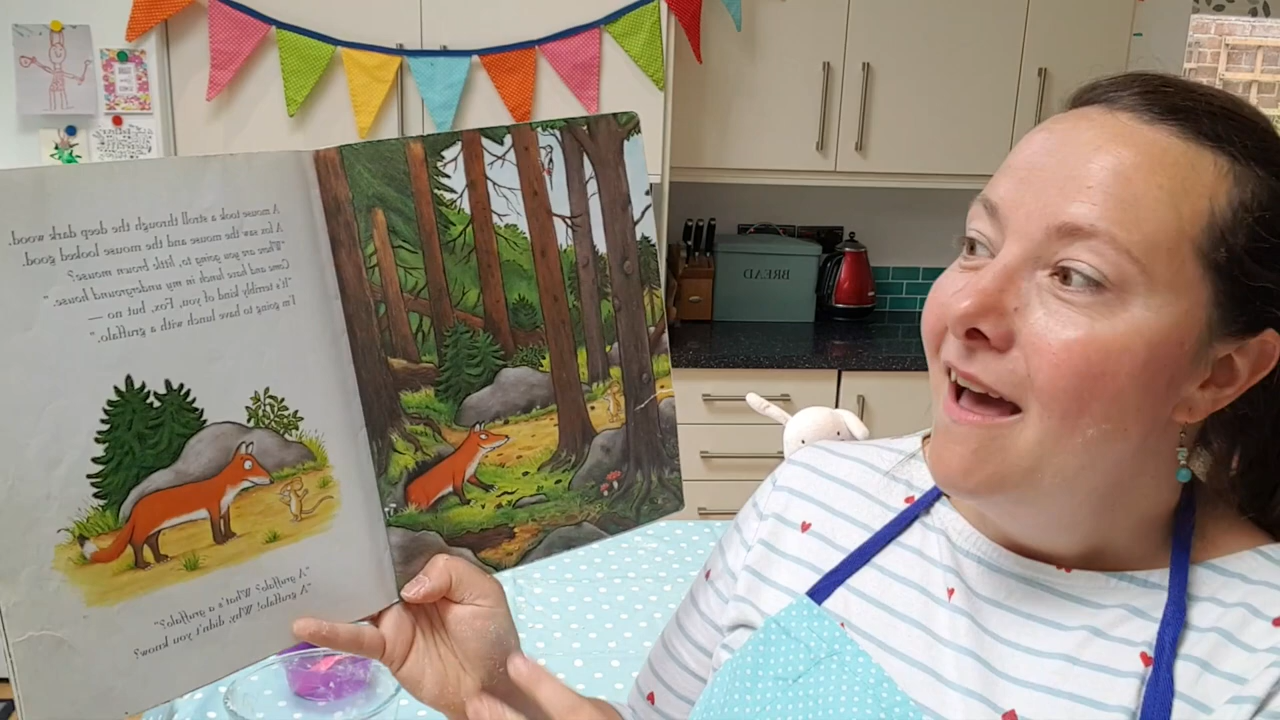 A mouse took a stroll through the deep dark wood.
A fox saw the mouse and the mouse looked good.
"Where are you going to, little brown mouse?
Come and have lunch in my underground house."
"It's terribly kind of you, Fox, but no —
I'm going to have lunch with a gruffalo."
"A gruffalo? What's a gruffalo?"
"A gruffalo! Why, didn't you know?
BREAD